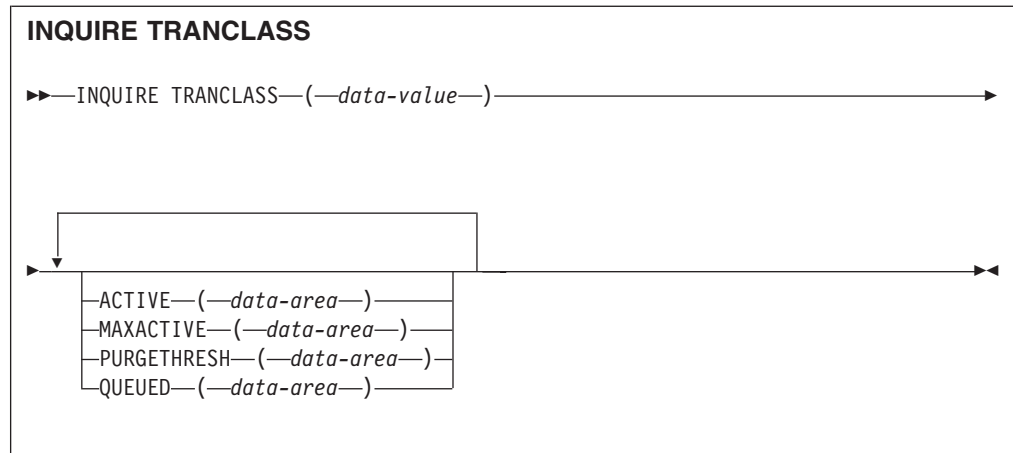 INQUIRE TRANCLASS
INQUIRE TRANCLASS ( data-value )
ACTIVE ( data-area )
MAXACTIVE ( data-area )
PURGETHRESH ( data-area )
QUEUED ( data-area )